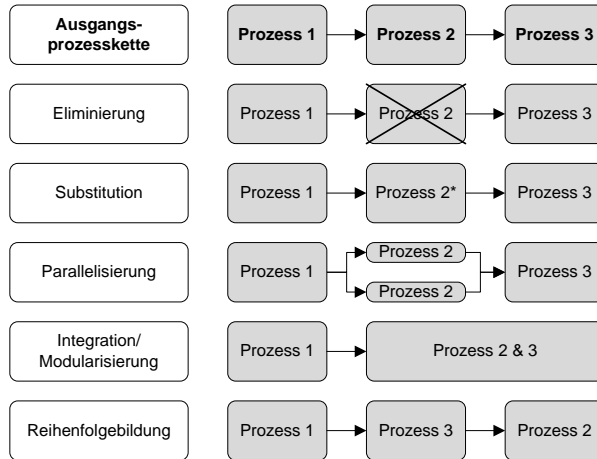 Ausgangs-
prozesskette
Prozess 1
Prozess 2
Prozess 3
Eliminierung
Prozess 1
Prozess 2
Prozess 3
Substitution
Prozess 1
Prozess 2*
Prozess 3
Parallelisierung
Prozess 1
Prozess 2
Prozess 2
Prozess 3
Integration/
Modularisierung
Prozess 1
Prozess 2 & 3
Reihenfolgebildung
Prozess 1
Prozess 3
Prozess 2